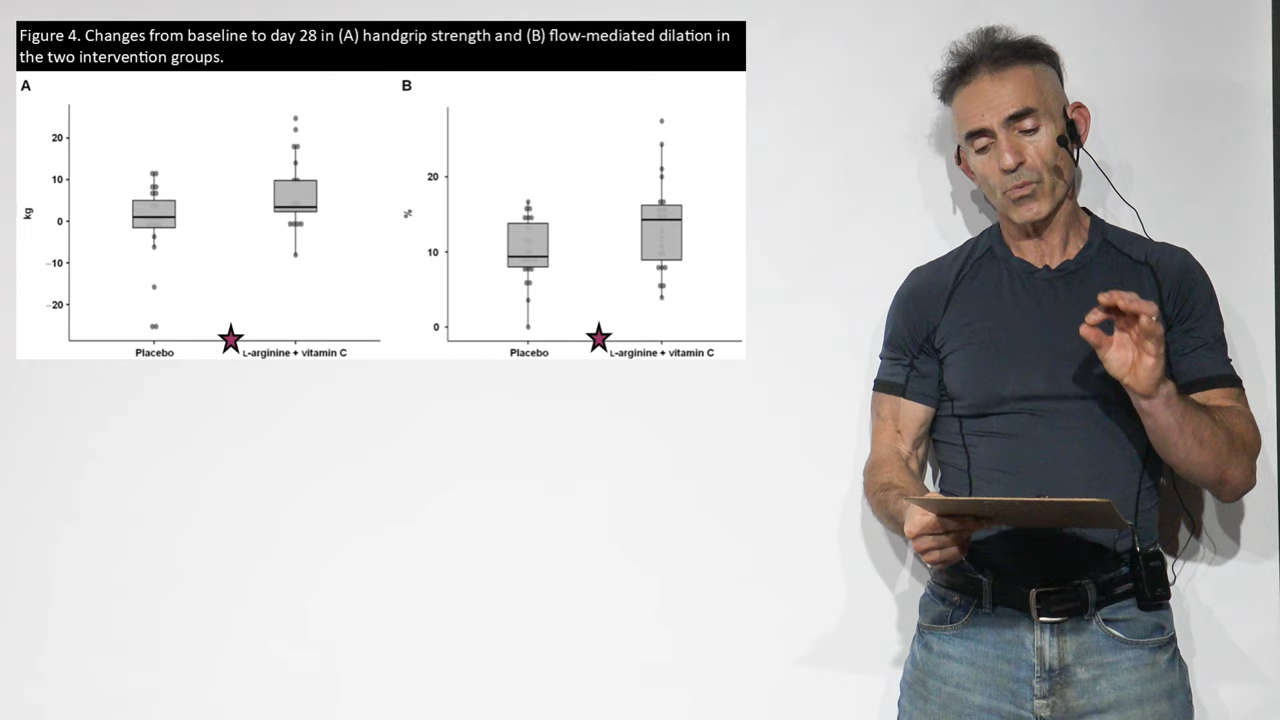 Figure 4. Changes from baseline to day 28 in (A) handgrip strength and (B) flow-mediated dilation in
the two intervention groups.
A
20
10
0
−10
−20
kg
Placebo
L-arginine + vitamin C
B
20
10
0
%
Placebo
L-arginine + vitamin C